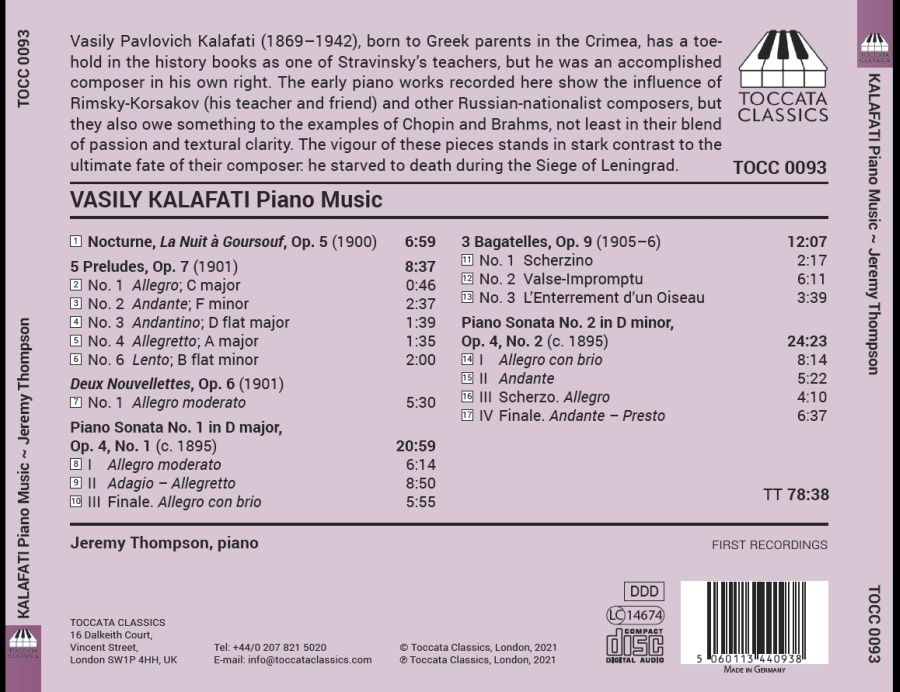 TOCC 0093
KALAFATI Piano Music ~ Jeremy Thompson
TOCCATA
CLASSICS
Vasily Pavlovich Kalafati (1869–1942), born to Greek parents in the Crimea, has a toe-
hold in the history books as one of Stravinsky's teachers, but he was an accomplished
composer in his own right. The early piano works recorded here show the influence of
Rimsky-Korsakov (his teacher and friend) and other Russian-nationalist composers, but
they also owe something to the examples of Chopin and Brahms, not least in their blend
of passion and textural clarity. The vigour of these pieces stands in stark contrast to the
ultimate fate of their composer: he starved to death during the Siege of Leningrad.
TOCCATA
CLASSICS
TOCC 0093
VASILY KALAFATI Piano Music
1 Nocturne, La Nuit à Goursouf, Op. 5 (1900) 6:59
5 Preludes, Op. 7 (1901) 8:37
2 No. 1 Allegro; C major 0:46
3 No. 2 Andante; F minor 2:37
4 No. 3 Andantino; D flat major 1:39
5 No. 4 Allegretto; A major 1:35
6 No. 6 Lento; B flat minor 2:00
Deux Nouvellettes, Op. 6 (1901)
7 No. 1 Allegro moderato 5:30
Piano Sonata No. 1 in D major,
Op. 4, No. 1 (c. 1895) 20:59
8 I Allegro moderato 6:14
9 II Adagio – Allegretto 8:50
10 III Finale. Allegro con brio 5:55
3 Bagatelles, Op. 9 (1905–6) 12:07
11 No. 1 Scherzino 2:17
12 No. 2 Valse-Impromptu 6:11
13 No. 3 L'Enterrement d'un Oiseau 3:39
Piano Sonata No. 2 in D minor,
Op. 4, No. 2 (c. 1895) 24:23
14 I Allegro con brio 8:14
15 II Andante 5:22
16 III Scherzo. Allegro 4:10
17 IV Finale. Andante – Presto 6:37
TT 78:38
Jeremy Thompson, piano
FIRST RECORDINGS
TOCCATA CLASSICS
16 Dalkeith Court,
Vincent Street,
London SW1P 4HH, UK
Tel: +44/0 207 821 5020
E-mail: info@toccataclassics.com
© Toccata Classics, London, 2021
℗ Toccata Classics, London, 2021
DDD
LC 14674
COMPACT
disc
DIGITAL AUDIO
5 060113 440938
MADE IN GERMANY
TOCCATA
CLASSICS
KALAFATI Piano Music ~ Jeremy Thompson
TOCC 0093